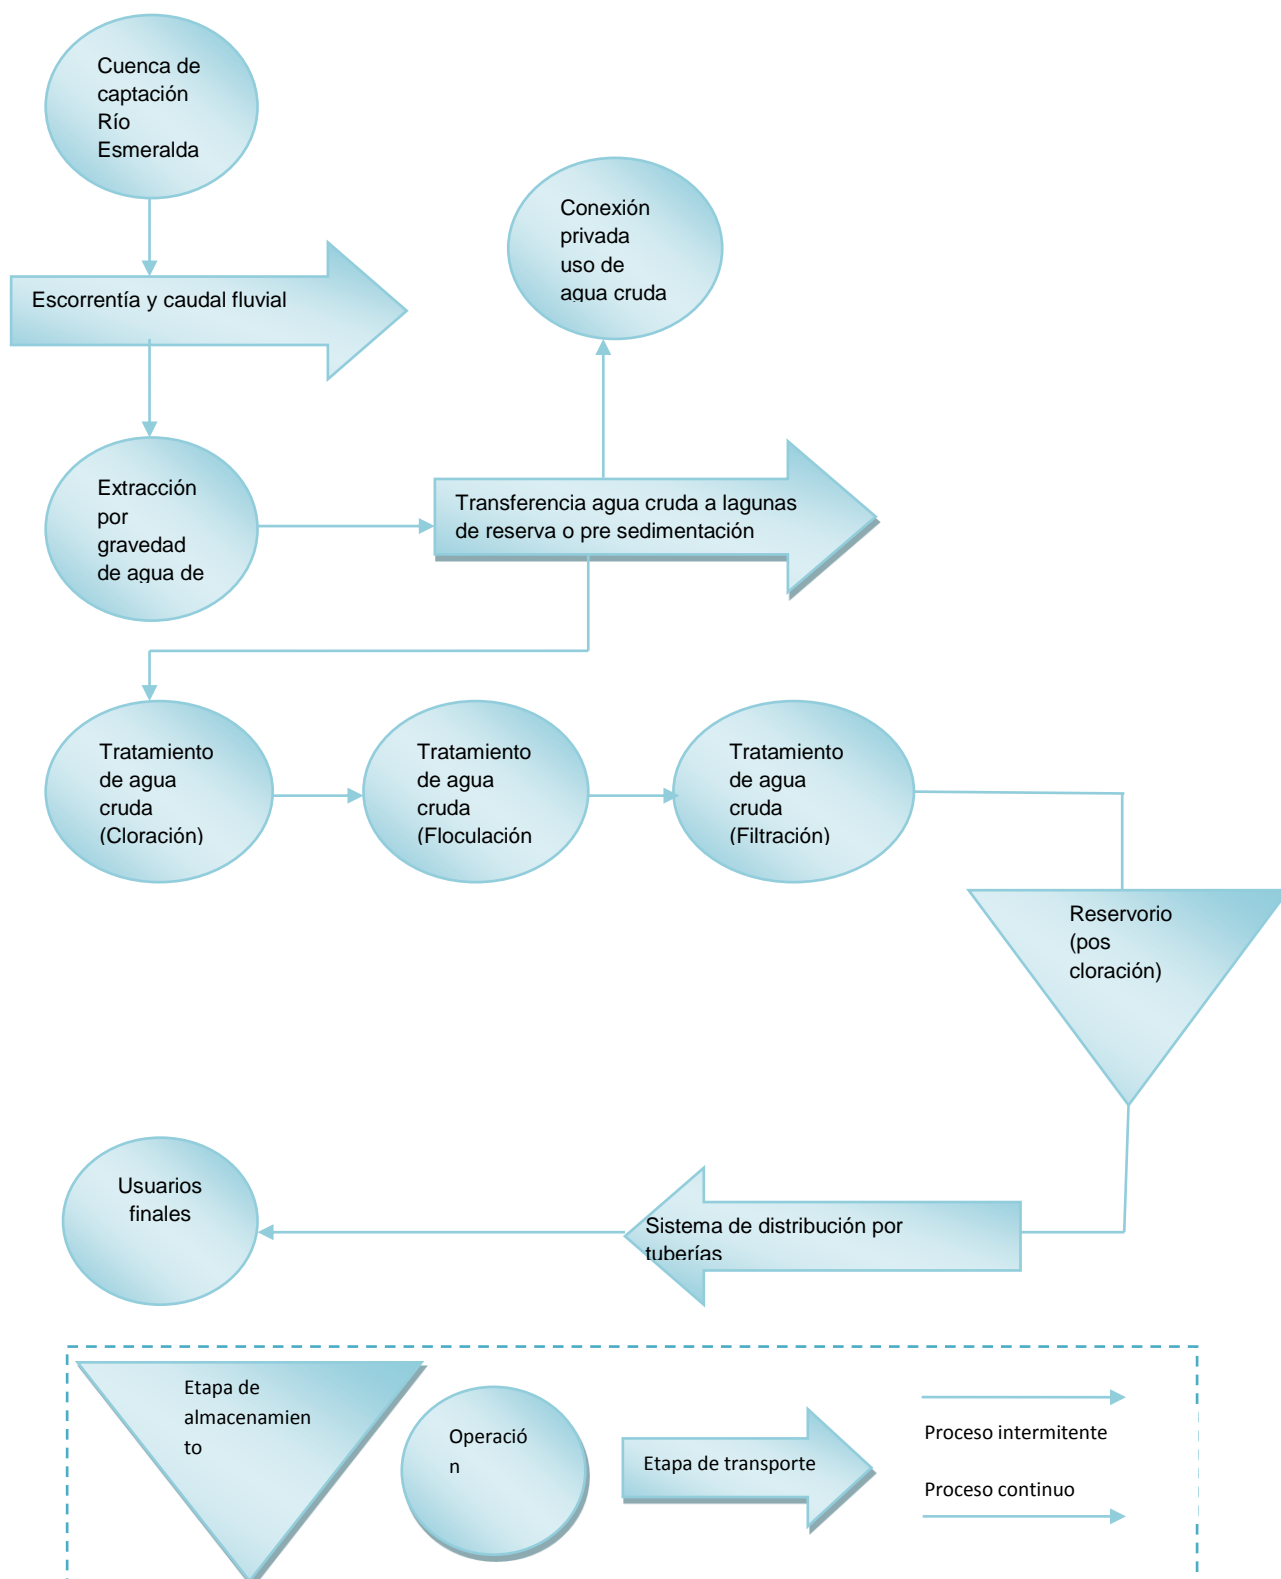 Cuenca de
captación
Río
Esmeralda
Escorrentía y caudal fluvial
Conexión
privada
uso de
agua cruda
Extracción
por
gravedad
de agua de
Transferencia agua cruda a lagunas
de reserva o pre sedimentación
Tratamiento
de agua
cruda
(Cloración)
Tratamiento
de agua
cruda
(Floculación
Tratamiento
de agua
cruda
(Filtración)
Reservorio
(pos
cloración)
Usuarios
finales
Sistema de distribución por
tuberías
Etapa de
almacenamien
to
Operació
n
Etapa de transporte
Proceso intermitente
Proceso continuo